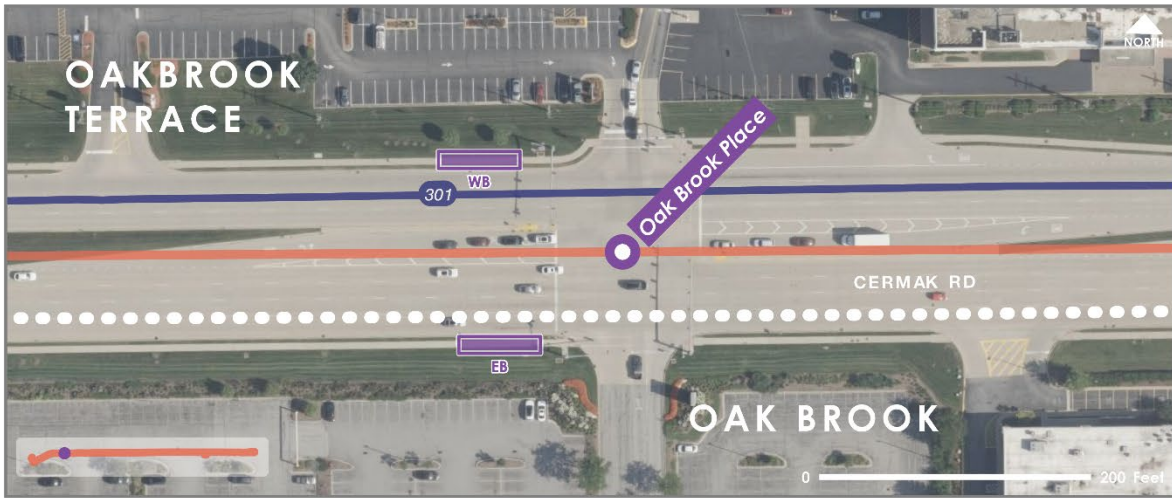 OAKBROOK
TERRACE
NORTH
Oak Brook Place
WB
301
CERMAK RD
EB
OAK BROOK
0 200 Feet